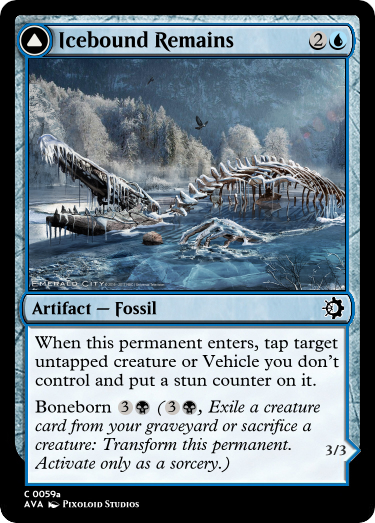 Icebound Remains 2
Artifact — Fossil
When this permanent enters, tap target
untapped creature or Vehicle you don't
control and put a stun counter on it.
Boneborn 3 (3, Exile a creature
card from your graveyard or sacrifice a
creature: Transform this permanent.
Activate only as a sorcery.)
3/3
C 0059a
AVA Pixoloid Studios
EMERALD CITY